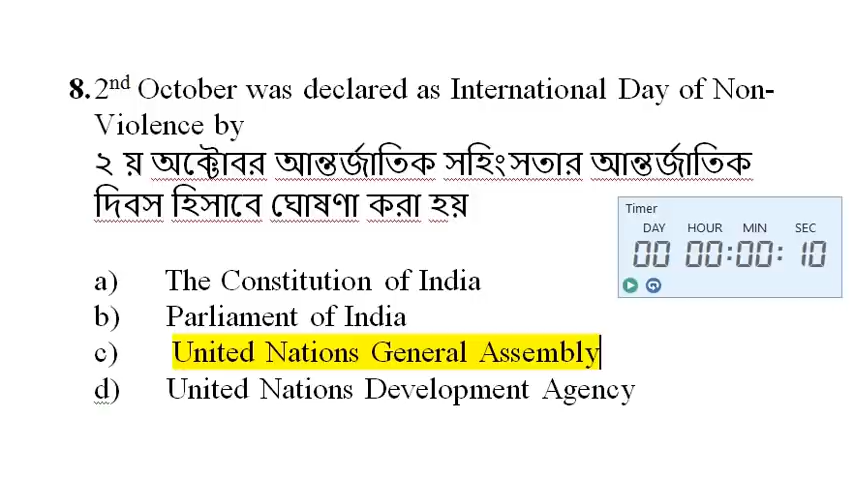 8. 2nd October was declared as International Day of Non-
Violence by
২ য় অক্টোবর আন্তর্জাতিক সহিংসতার আন্তর্জাতিক
দিবস হিসাবে ঘোষণা করা হয়
Timer
DAY HOUR MIN SEC
00 00:00: 10
a) The Constitution of India
b) Parliament of India
c) United Nations General Assembly
d) United Nations Development Agency